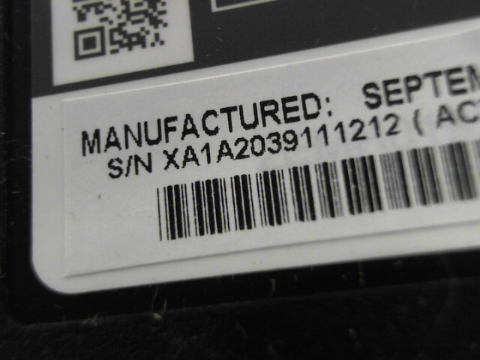 MANUFACTURED: SEPTEM
S/N XA1A2039111212 ( AC